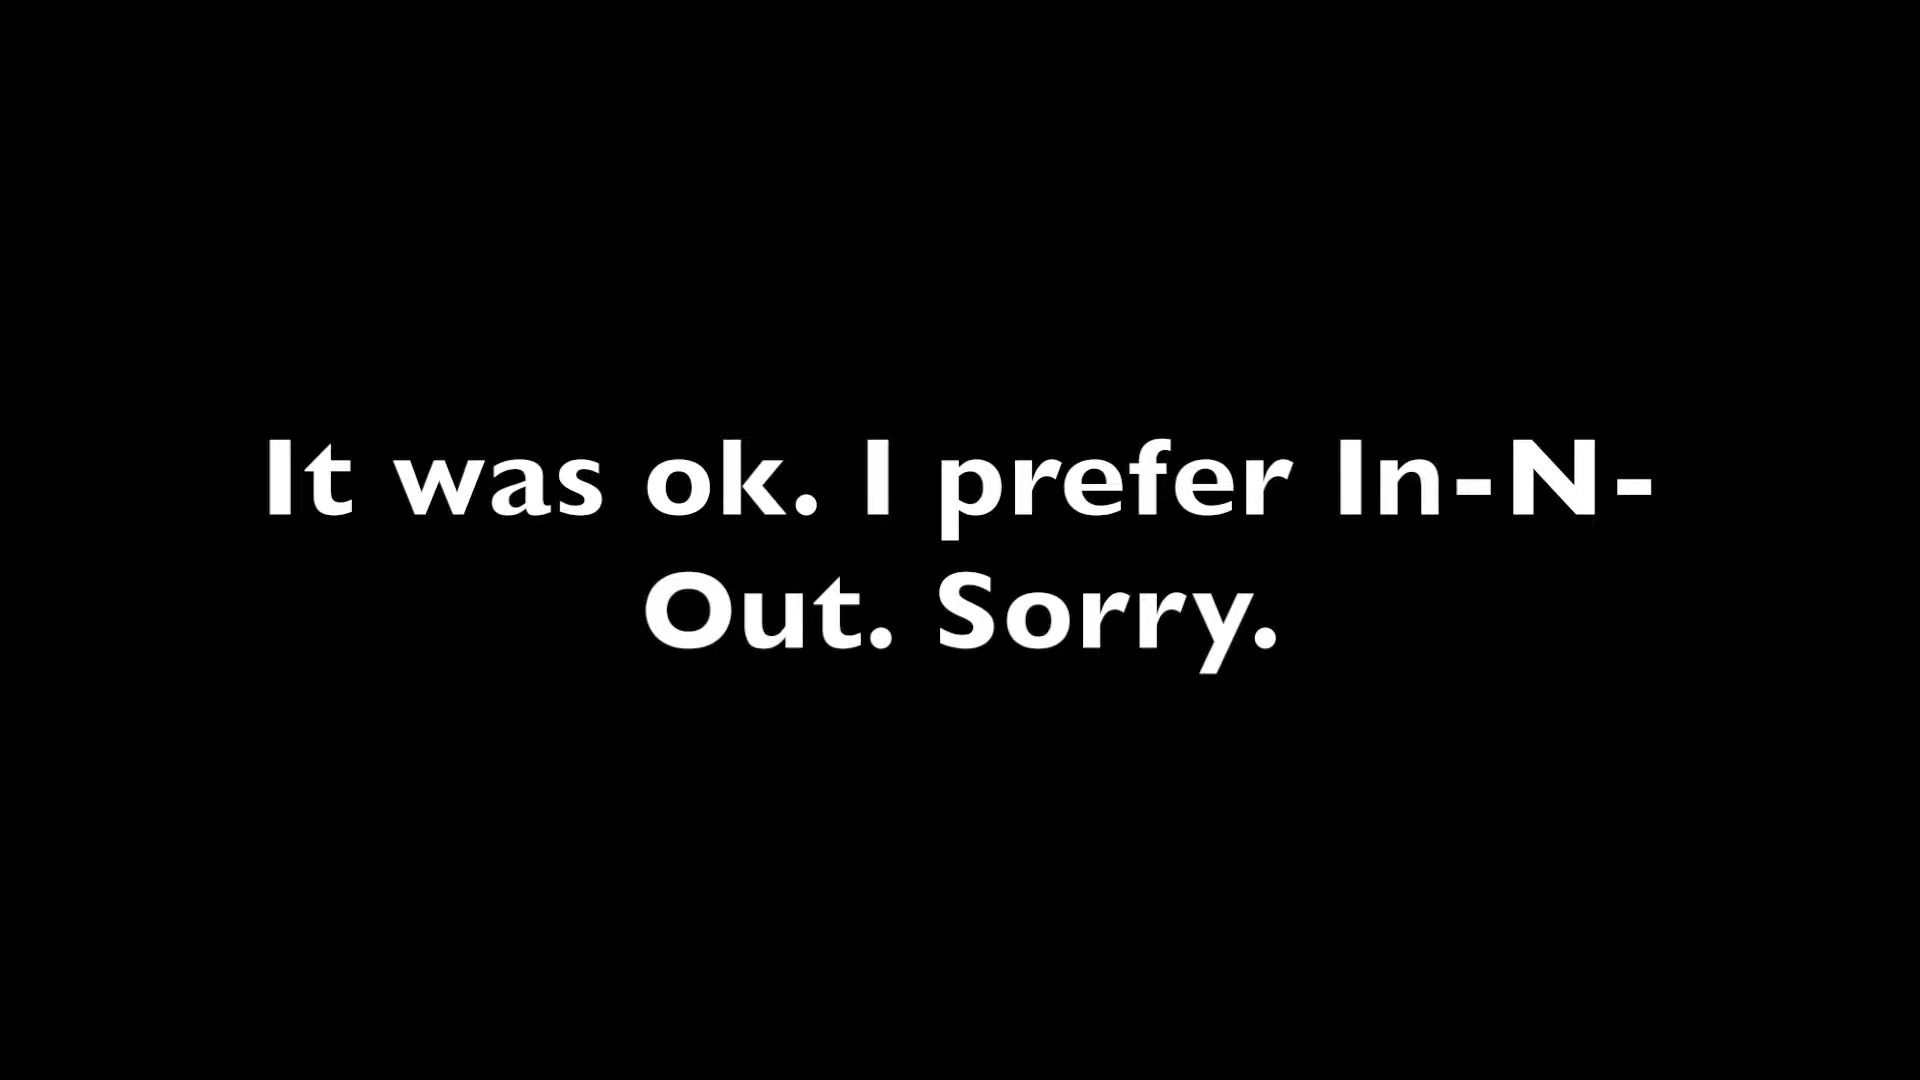 It was ok. I prefer In-N-
Out. Sorry.